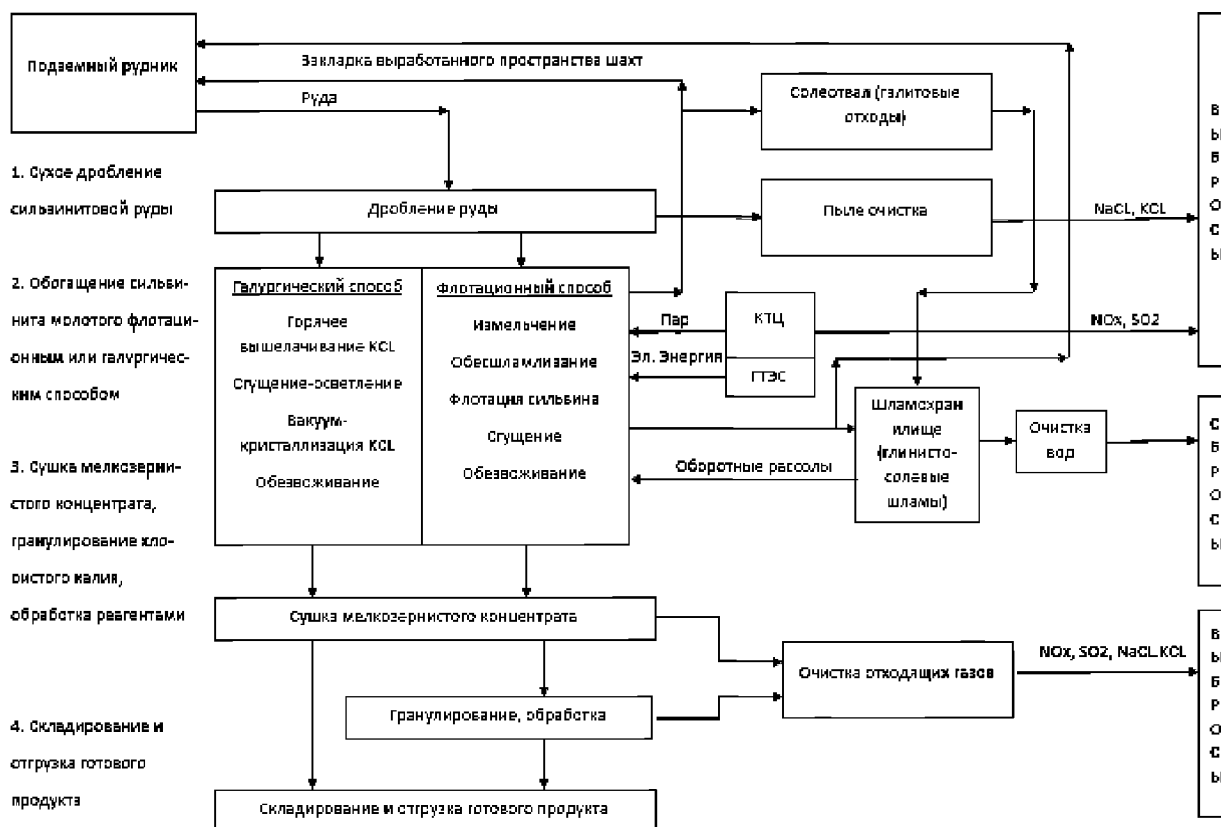 Подземный рудник
Закладка выработанного пространства шахт
Руда
Солеотвал (галитовые
отходы)
1. Сухое дробление
сильвинитовой руды
Дробление руды
Пыле очистка
NaCL, KCL
В
Ы
Б
Р
О
С
Ы
2. Обогащение сильви-
нита молотого флотаци-
онным или галургичес-
ким способом
Галургический способ
Горячее
вышелачивание KCL
Сгущение-осветление
Вакуум-
кристаллизация KCL
Обезвоживание
Флотационный способ
Измельчение
Обесшламливание
Флотация сильвина
Сгущение
Обезвоживание
Пар
Эл. Энергия
КТЦ
ГТЭС
NOx, SO2
Шламохран
илище
(глинисто-
солевые
шламы)
Очистка
вод
С
Б
Р
О
С
Ы
Оборотные рассолы
3. Сушка мелкозерни-
стого концентрата,
гранулирование хло-
ристого калия,
обработка реагентами
Сушка мелкозернистого концентрата
Очистка отходящих газов
NOx, SO2, NaCL.KCL
В
Ы
Б
Р
О
С
Ы
Гранулирование, обработка
4. Складирование и
отгрузка готового
продукта
Складирование и отгрузка готового продукта